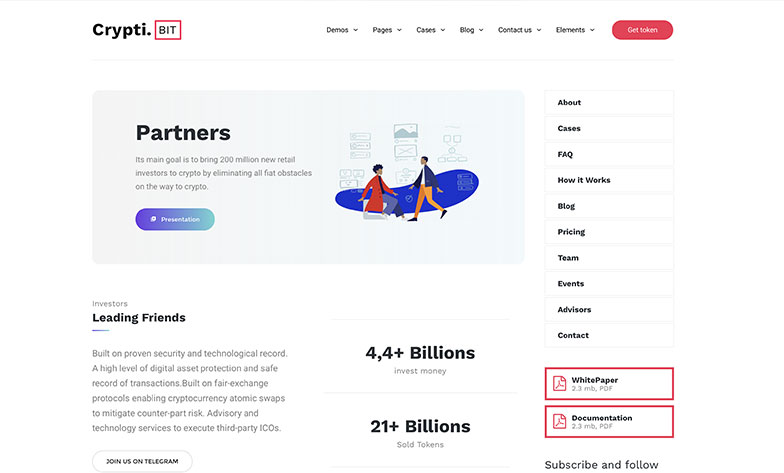 Crypti. BIT
Demos Pages Cases Blog Contact us Elements Get token
Partners
Its main goal is to bring 200 million new retail
investors to crypto by eliminating all fiat obstacles
on the way to crypto.
Presentation
About
Cases
FAQ
How it Works
Blog
Pricing
Team
Events
Advisors
Contact
Investors
Leading Friends
Built on proven security and technological record.
A high level of digital asset protection and safe
record of transactions.Built on fair-exchange
protocols enabling cryptocurrency atomic swaps
to mitigate counter-part risk. Advisory and
technology services to execute third-party ICOs.
JOIN US ON TELEGRAM
4,4+ Billions
invest money
21+ Billions
Sold Tokens
WhitePaper
2.3 mb, PDF
Documentation
2.3 mb, PDF
Subscribe and follow